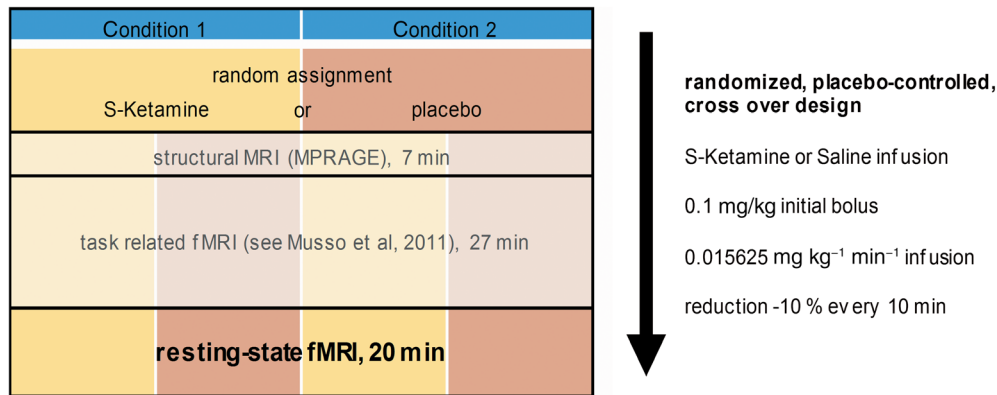 Condition 1 Condition 2
random assignment
S-Ketamine or placebo
structural MRI (MPRAGE), 7 min
task related fMRI (see Musso et al, 2011), 27 min
resting-state fMRI, 20 min
randomized, placebo-controlled,
cross over design
S-Ketamine or Saline infusion
0.1 mg/kg initial bolus
0.015625 mg kg⁻¹ min⁻¹ infusion
reduction -10 % every 10 min